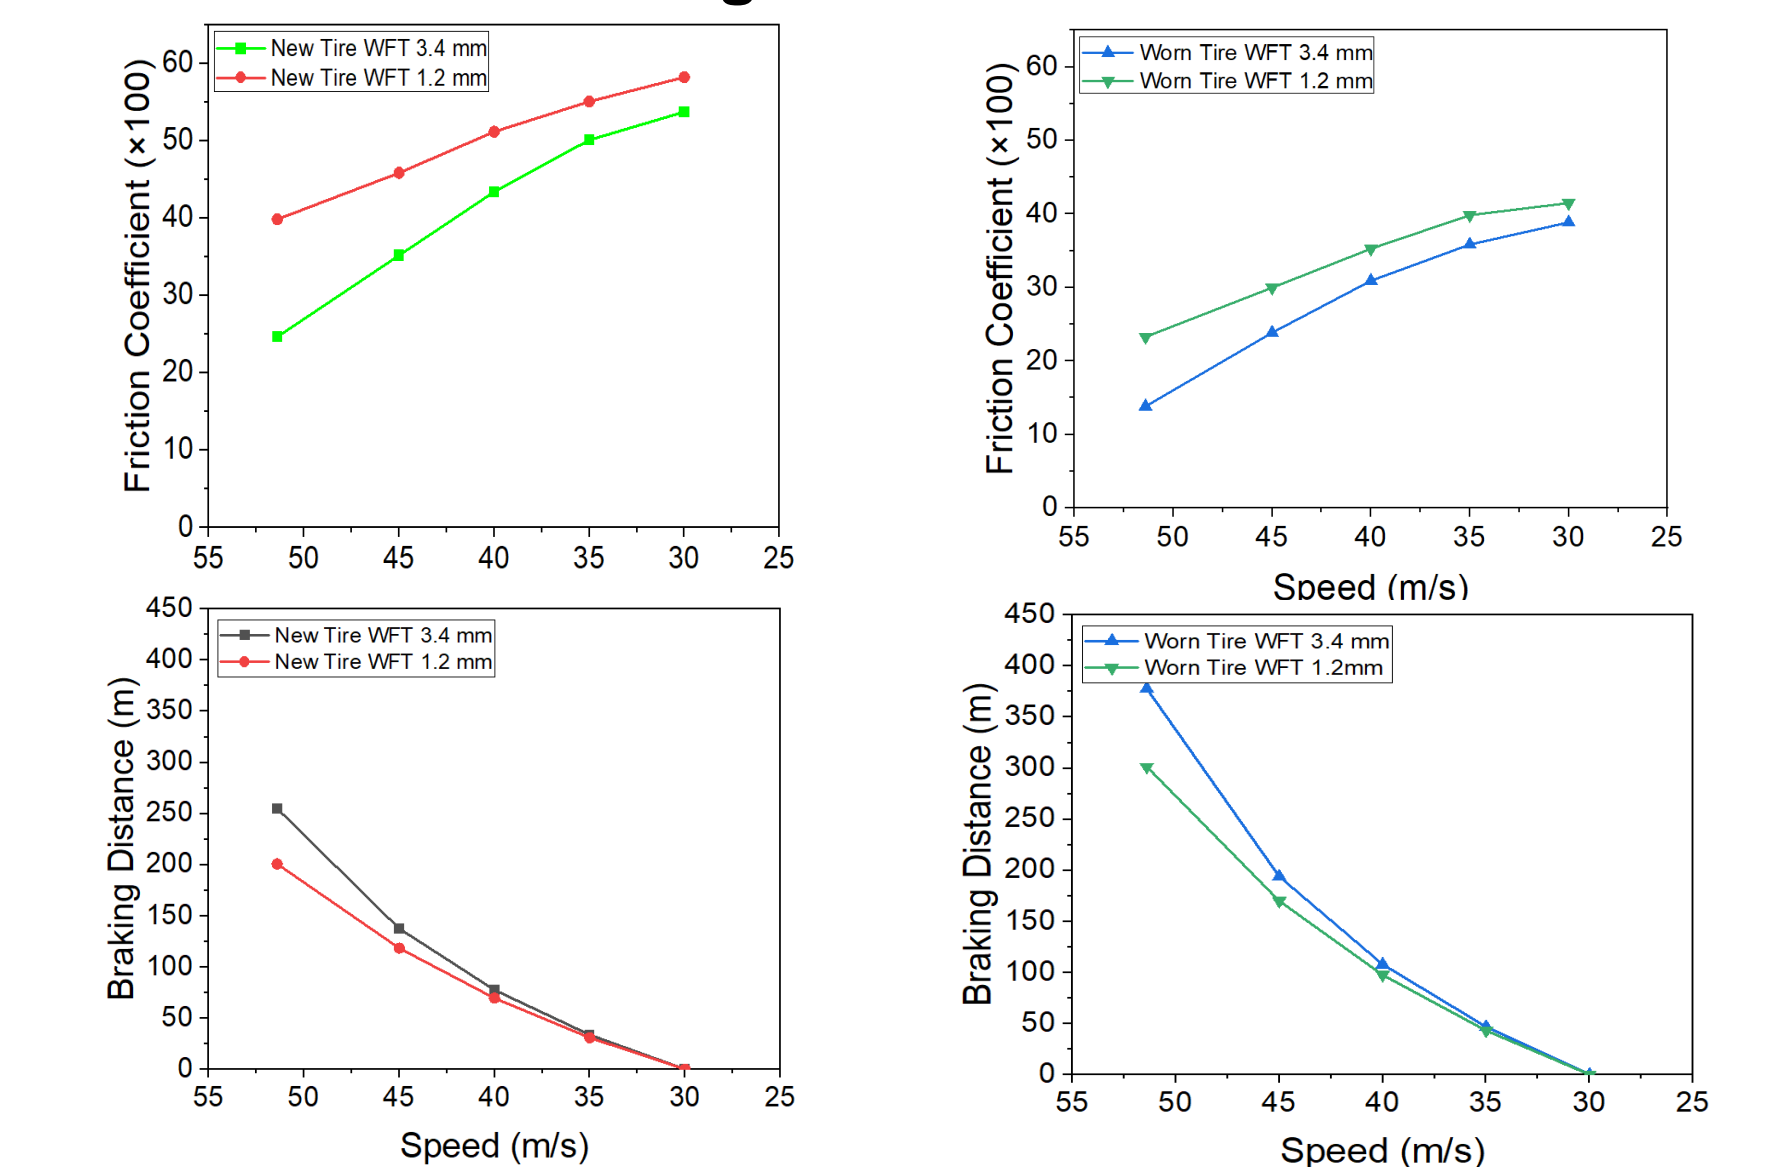 New Tire WFT 3.4 mm
New Tire WFT 1.2 mm
Friction Coefficient (×100)
60
50
40
30
20
10
0
55 50 45 40 35 30 25
Worn Tire WFT 3.4 mm
Worn Tire WFT 1.2 mm
Friction Coefficient (×100)
60
50
40
30
20
10
0
55 50 45 40 35 30 25
Speed (m/s)
New Tire WFT 3.4 mm
New Tire WFT 1.2 mm
Braking Distance (m)
450
400
350
300
250
200
150
100
50
0
55 50 45 40 35 30 25
Speed (m/s)
Worn Tire WFT 3.4 mm
Worn Tire WFT 1.2mm
Braking Distance (m)
450
400
350
300
250
200
150
100
50
0
55 50 45 40 35 30 25
Speed (m/s)